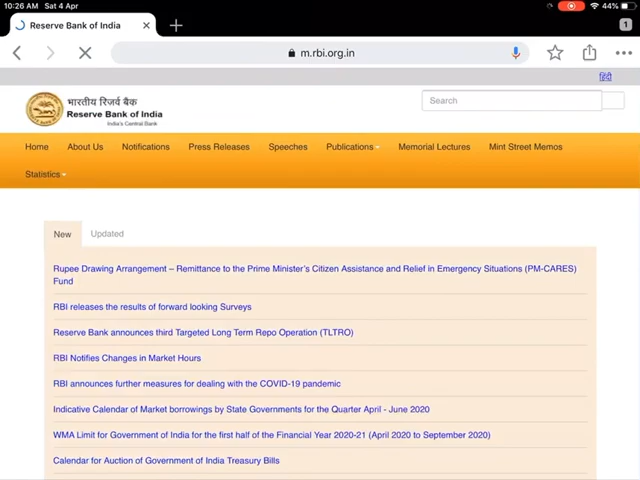 10:26 AM Sat 4 Apr 44%
Reserve Bank of India 1
m.rbi.org.in
हिंदी
भारतीय रिज़र्व बैंक
Reserve Bank of India
India's Central Bank
Search
Home About Us Notifications Press Releases Speeches Publications Memorial Lectures Mint Street Memos
Statistics
New Updated
Rupee Drawing Arrangement – Remittance to the Prime Minister's Citizen Assistance and Relief in Emergency Situations (PM-CARES)
Fund
RBI releases the results of forward looking Surveys
Reserve Bank announces third Targeted Long Term Repo Operation (TLTRO)
RBI Notifies Changes in Market Hours
RBI announces further measures for dealing with the COVID-19 pandemic
Indicative Calendar of Market borrowings by State Governments for the Quarter April - June 2020
WMA Limit for Government of India for the first half of the Financial Year 2020-21 (April 2020 to September 2020)
Calendar for Auction of Government of India Treasury Bills